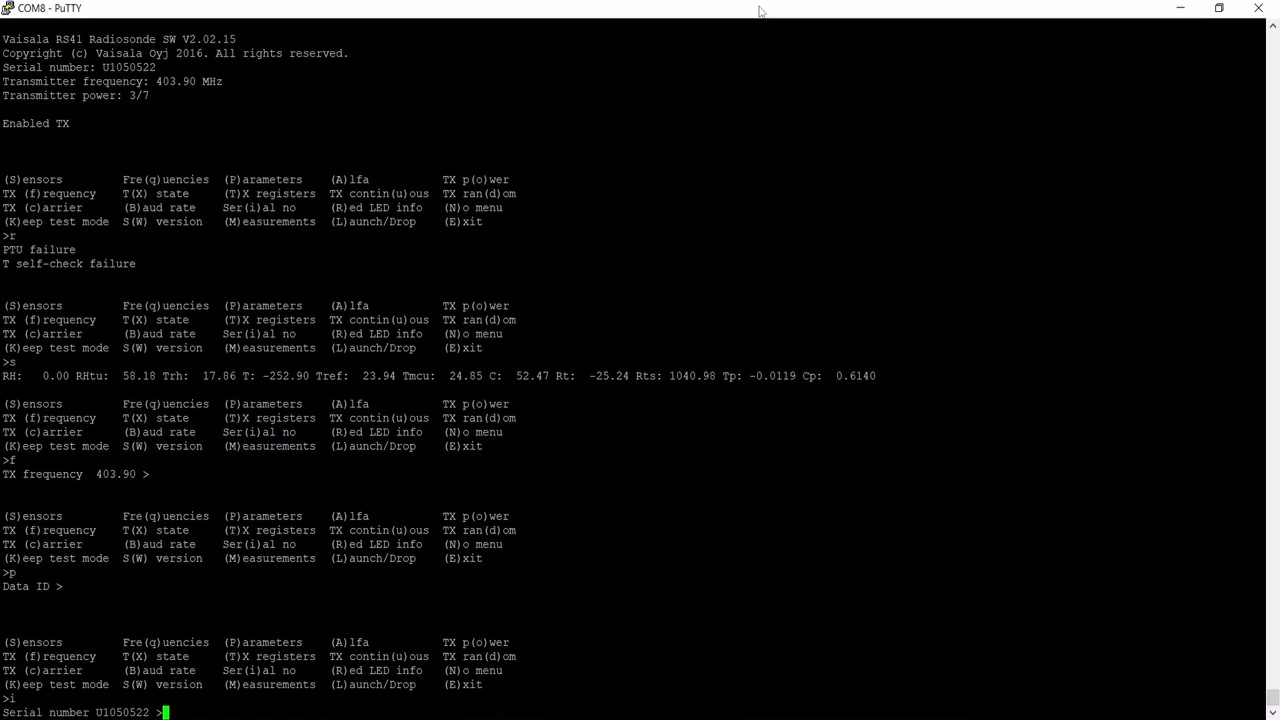 COM8 - PuTTY
Vaisala RS41 Radiosonde SW V2.02.15
Copyright (c) Vaisala Oyj 2016. All rights reserved.
Serial number: U1050522
Transmitter frequency: 403.90 MHz
Transmitter power: 3/7
Enabled TX
(S)ensors Fre(q)uencies (P)arameters (A)lfa TX p(o)wer
TX (f)requency T(X) state (T)X registers TX contin(u)ous TX ran(d)om
TX (c)arrier (B)aud rate Ser(i)al no (R)ed LED info (N)o menu
(K)eep test mode S(W) version (M)easurements (L)aunch/Drop (E)xit
>r
PTU failure
T self-check failure
(S)ensors Fre(q)uencies (P)arameters (A)lfa TX p(o)wer
TX (f)requency T(X) state (T)X registers TX contin(u)ous TX ran(d)om
TX (c)arrier (B)aud rate Ser(i)al no (R)ed LED info (N)o menu
(K)eep test mode S(W) version (M)easurements (L)aunch/Drop (E)xit
>s
RH: 0.00 RHtu: 58.18 Trh: 17.86 T: -252.90 Tref: 23.94 Tmcu: 24.85 C: 52.47 Rt: -25.24 Rts: 1040.98 Tp: -0.0119 Cp: 0.6140
(S)ensors Fre(q)uencies (P)arameters (A)lfa TX p(o)wer
TX (f)requency T(X) state (T)X registers TX contin(u)ous TX ran(d)om
TX (c)arrier (B)aud rate Ser(i)al no (R)ed LED info (N)o menu
(K)eep test mode S(W) version (M)easurements (L)aunch/Drop (E)xit
>f
TX frequency 403.90 >
(S)ensors Fre(q)uencies (P)arameters (A)lfa TX p(o)wer
TX (f)requency T(X) state (T)X registers TX contin(u)ous TX ran(d)om
TX (c)arrier (B)aud rate Ser(i)al no (R)ed LED info (N)o menu
(K)eep test mode S(W) version (M)easurements (L)aunch/Drop (E)xit
>p
Data ID >
(S)ensors Fre(q)uencies (P)arameters (A)lfa TX p(o)wer
TX (f)requency T(X) state (T)X registers TX contin(u)ous TX ran(d)om
TX (c)arrier (B)aud rate Ser(i)al no (R)ed LED info (N)o menu
(K)eep test mode S(W) version (M)easurements (L)aunch/Drop (E)xit
>i
Serial number U1050522 >